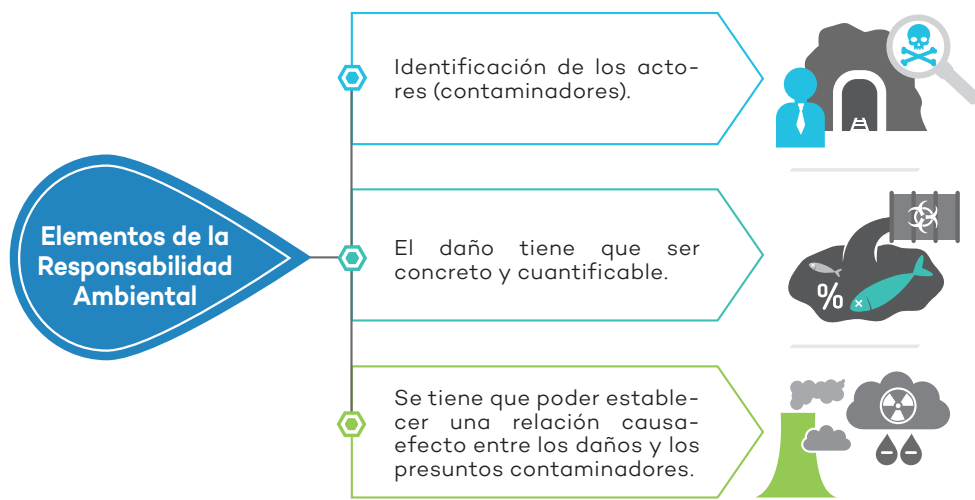 Elementos de la
Responsabilidad
Ambiental
Identificación de los acto-
res (contaminadores).
El daño tiene que ser
concreto y cuantificable.
%
Se tiene que poder estable-
cer una relación causa-
efecto entre los daños y los
presuntos contaminadores.